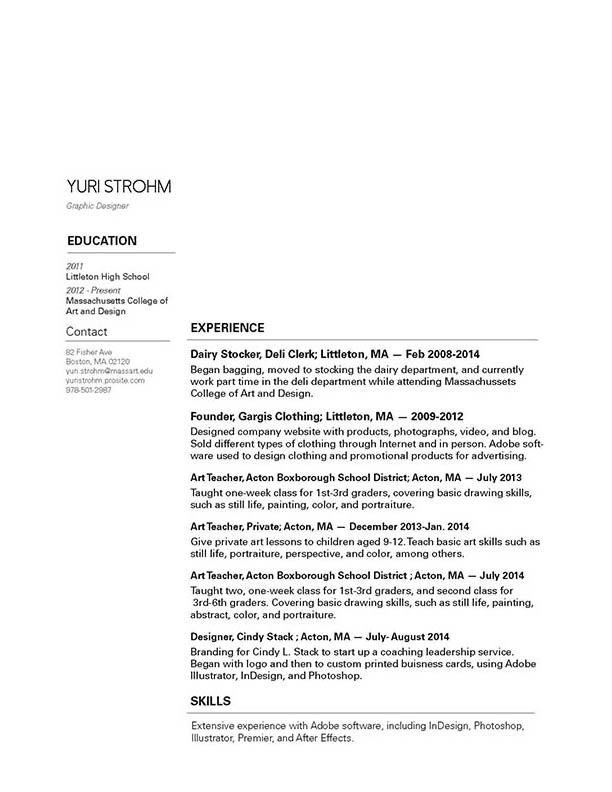 YURI STROHM
Graphic Designer
EDUCATION
2011
Littleton High School
2012 - Present
Massachusetts College of
Art and Design
Contact
82 Fisher Ave
Boston, MA 02120
yuri.strohm@massart.edu
yuristrohm.prosite.com
978-501-2987
EXPERIENCE
Dairy Stocker, Deli Clerk; Littleton, MA — Feb 2008-2014
Began bagging, moved to stocking the dairy department, and currently
work part time in the deli department while attending Massachussets
College of Art and Design.
Founder, Gargis Clothing; Littleton, MA — 2009-2012
Designed company website with products, photographs, video, and blog.
Sold different types of clothing through Internet and in person. Adobe soft-
ware used to design clothing and promotional products for advertising.
Art Teacher, Acton Boxborough School District; Acton, MA — July 2013
Taught one-week class for 1st-3rd graders, covering basic drawing skills,
such as still life, painting, color, and portraiture.
Art Teacher, Private; Acton, MA — December 2013-Jan. 2014
Give private art lessons to children aged 9-12. Teach basic art skills such as
still life, portraiture, perspective, and color, among others.
Art Teacher, Acton Boxborough School District ; Acton, MA — July 2014
Taught two, one-week class for 1st-3rd graders, and second class for
3rd-6th graders. Covering basic drawing skills, such as still life, painting,
abstract, color, and portraiture.
Designer, Cindy Stack ; Acton, MA — July- August 2014
Branding for Cindy L. Stack to start up a coaching leadership service.
Began with logo and then to custom printed buisness cards, using Adobe
Illustrator, InDesign, and Photoshop.
SKILLS
Extensive experience with Adobe software, including InDesign, Photoshop,
Illustrator, Premier, and After Effects.